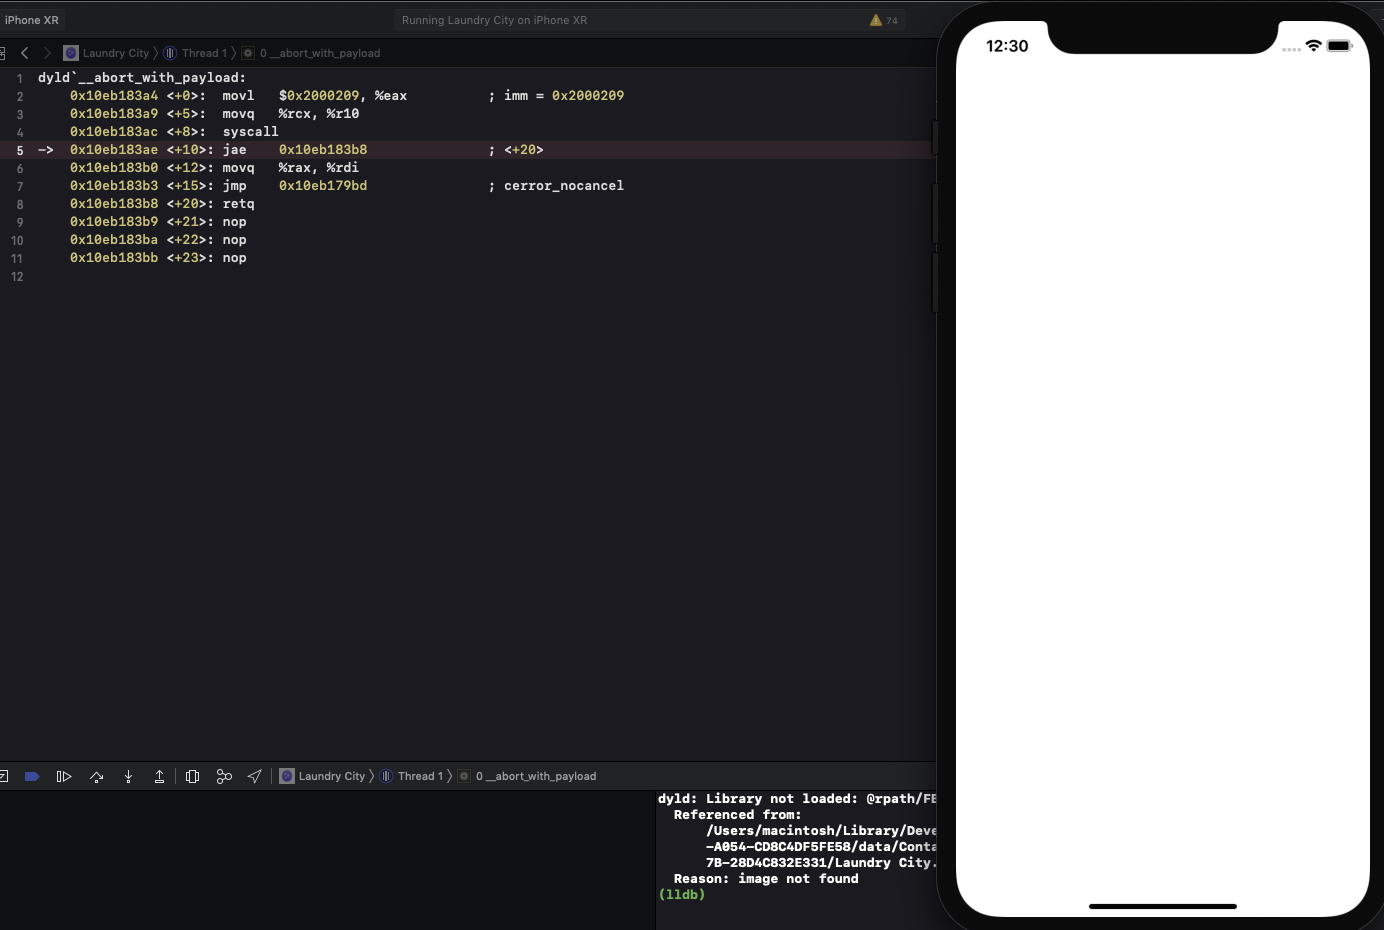 iPhone XR
Running Laundry City on iPhone XR
74
Laundry City
Thread 1
0 __abort_with_payload
1 dyld`__abort_with_payload:
2 0x10eb183a4 <+0>: movl $0x2000209, %eax ; imm = 0x2000209
3 0x10eb183a9 <+5>: movq %rcx, %r10
4 0x10eb183ac <+8>: syscall
5 -> 0x10eb183ae <+10>: jae 0x10eb183b8 ; <+20>
6 0x10eb183b0 <+12>: movq %rax, %rdi
7 0x10eb183b3 <+15>: jmp 0x10eb179bd ; cerror_nocancel
8 0x10eb183b8 <+20>: retq
9 0x10eb183b9 <+21>: nop
10 0x10eb183ba <+22>: nop
11 0x10eb183bb <+23>: nop
12
12:30
Laundry City
Thread 1
0 __abort_with_payload
dyld: Library not loaded: @rpath/FB
Referenced from:
/Users/macintosh/Library/Deve
-A054-CD8C4DF5FE58/data/Conta
7B-28D4C832E331/Laundry City.
Reason: image not found
(lldb)